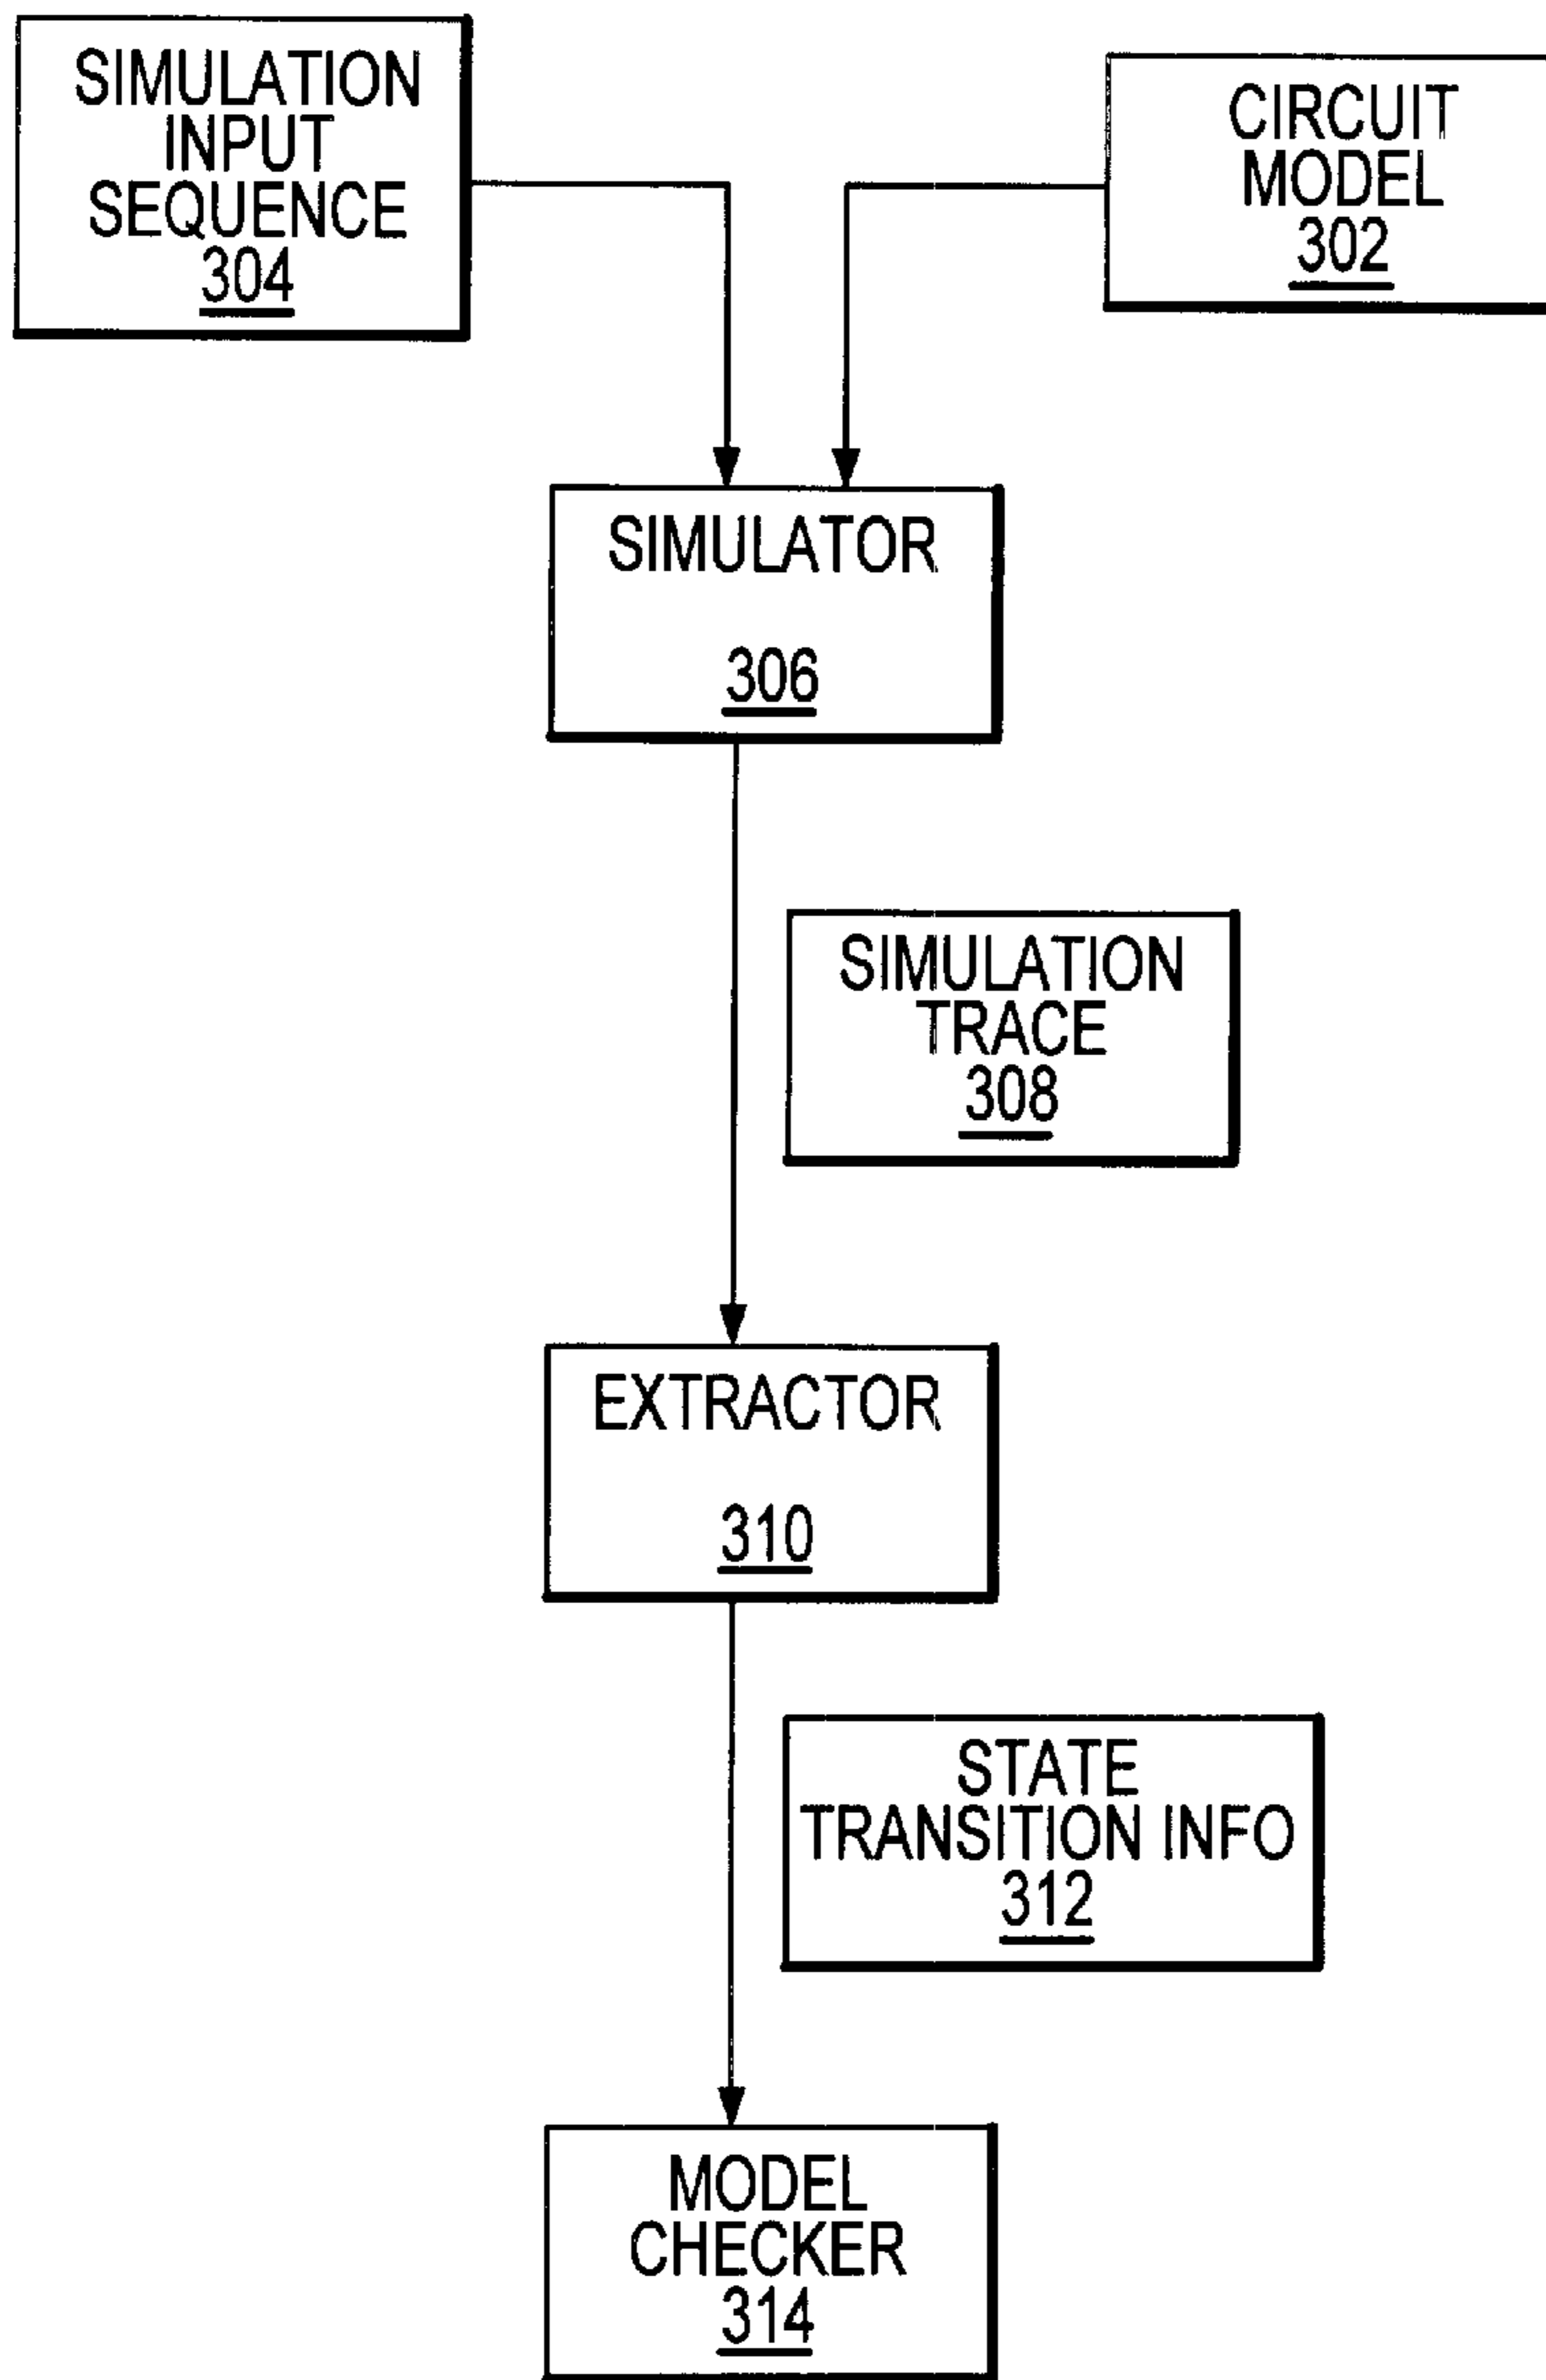 SIMULATION
INPUT
SEQUENCE
304
CIRCUIT
MODEL
302
SIMULATOR
306
SIMULATION
TRACE
308
EXTRACTOR
310
STATE
TRANSITION INFO
312
MODEL
CHECKER
314